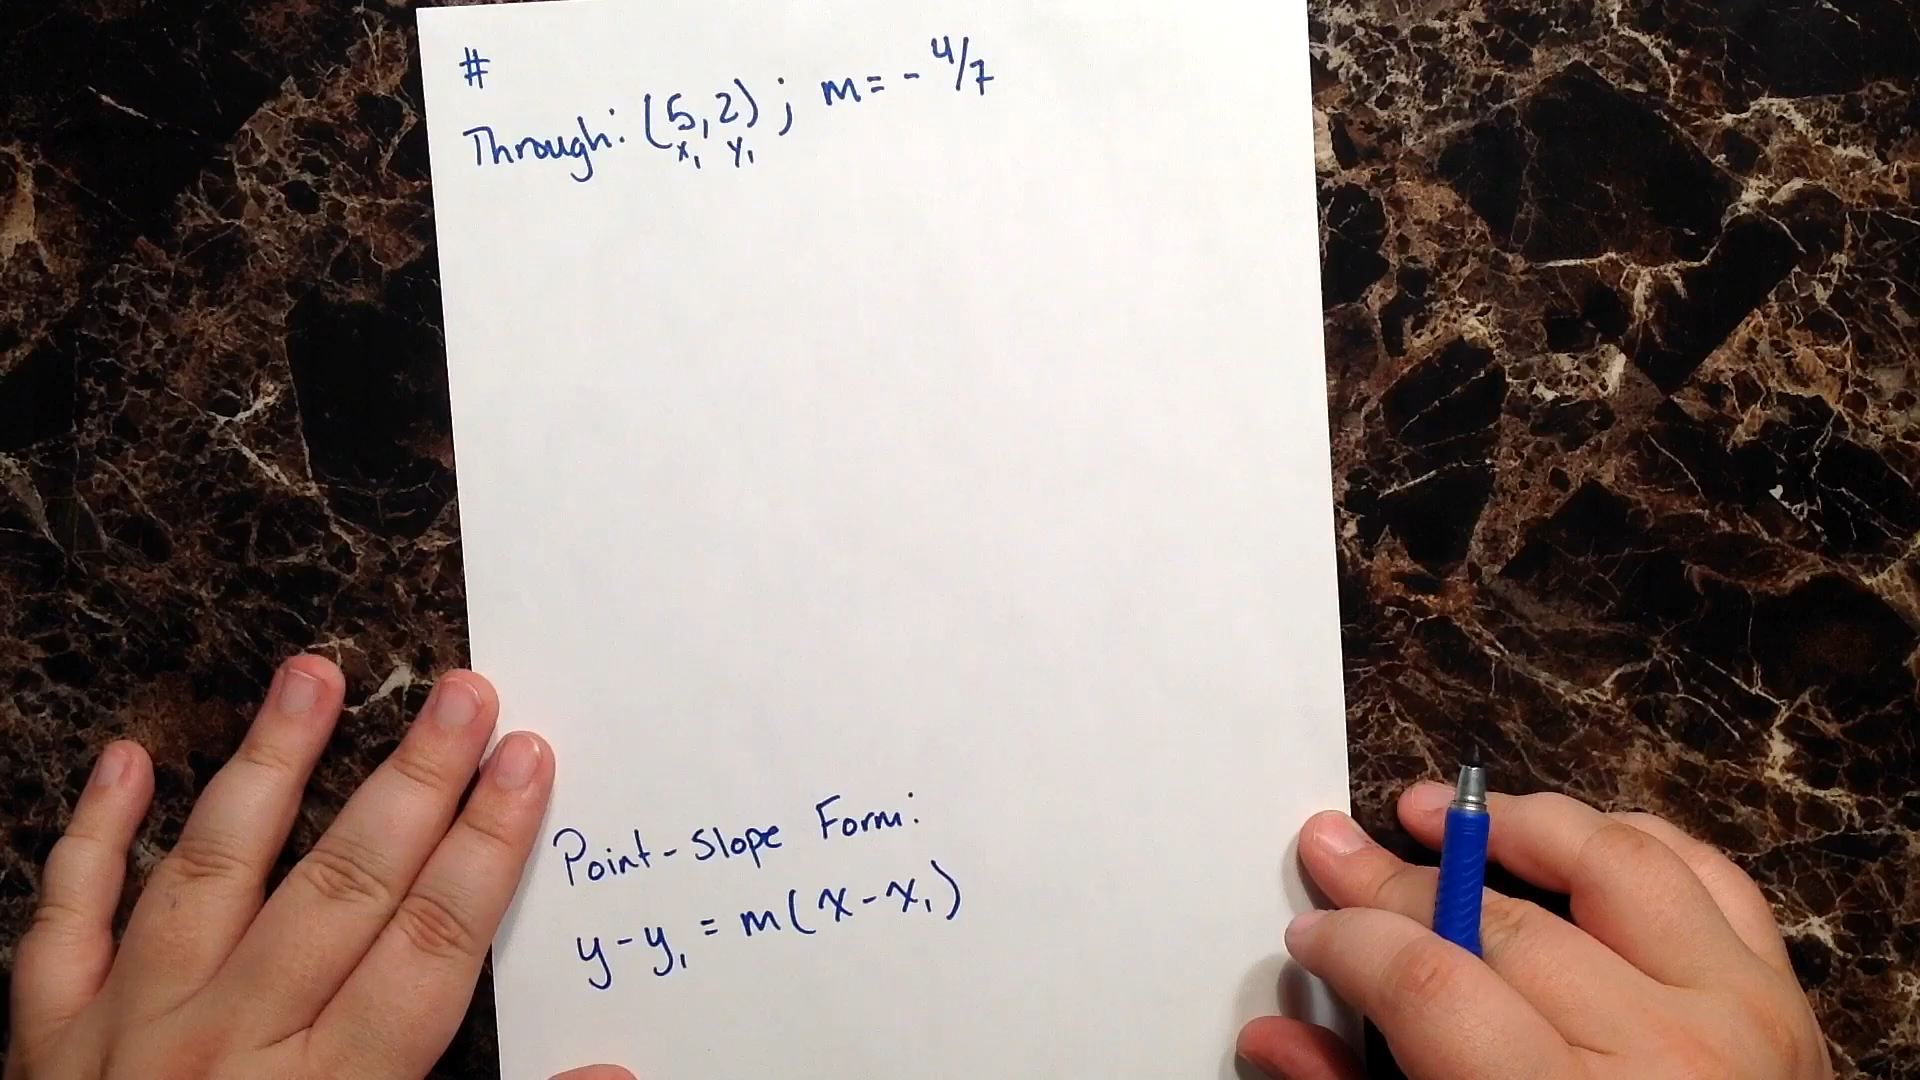 #
Through: (5,2) ; m = - 4/7
x₁ y₁
Point-Slope Form:
y-y₁ = m(x-x₁)